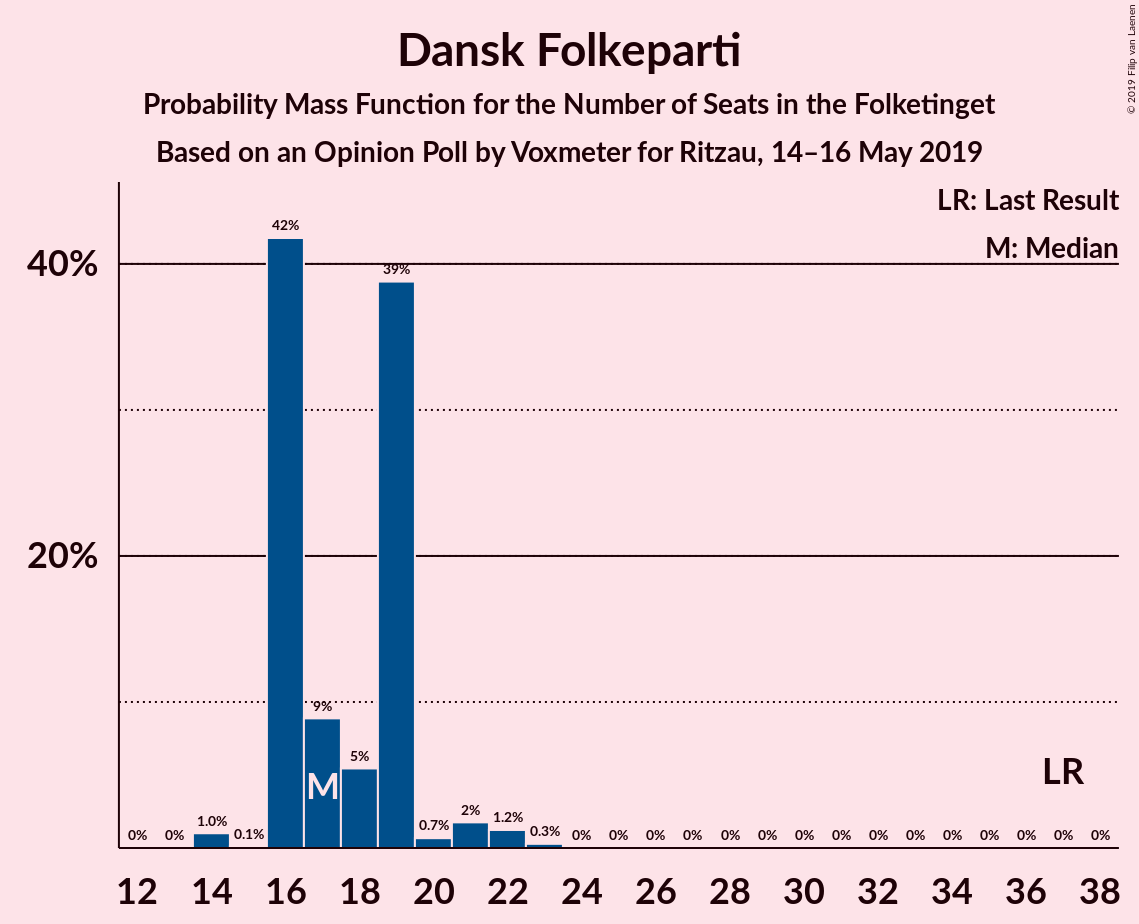 Dansk Folkeparti
Probability Mass Function for the Number of Seats in the Folketinget
Based on an Opinion Poll by Voxmeter for Ritzau, 14–16 May 2019
© 2019 Filip van Laenen
LR: Last Result
M: Median
40%
20%
0% 0% 1.0% 0.1% 42% 9% 5% 39% 0.7% 2% 1.2% 0.3% 0% 0% 0% 0% 0% 0% 0% 0% 0% 0% 0% 0% 0% 0% 0%
M
LR
12 14 16 18 20 22 24 26 28 30 32 34 36 38